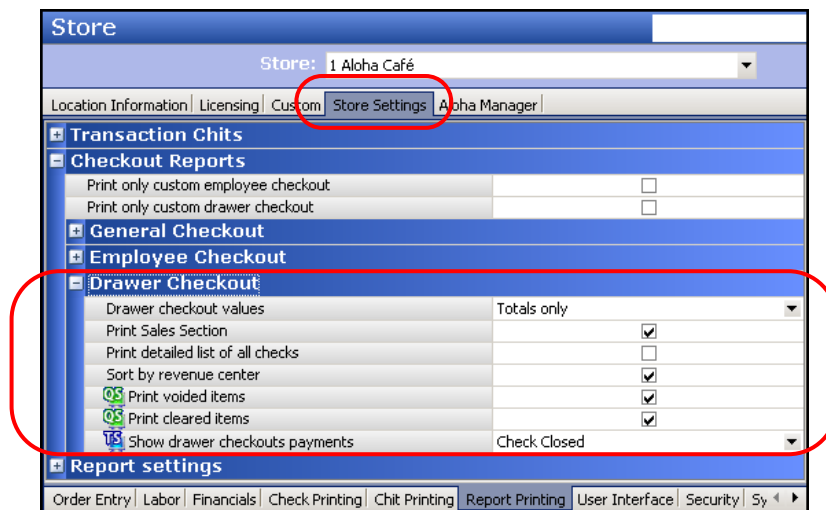 Store
Store: 1 Aloha Café
Location Information Licensing Custom Store Settings Aloha Manager
Transaction Chits
Checkout Reports
Print only custom employee checkout
Print only custom drawer checkout
General Checkout
Employee Checkout
Drawer Checkout
Drawer checkout values Totals only
Print Sales Section
Print detailed list of all checks
Sort by revenue center
QS Print voided items
QS Print cleared items
TS Show drawer checkouts payments Check Closed
Report settings
Order Entry Labor Financials Check Printing Chit Printing Report Printing User Interface Security Sy